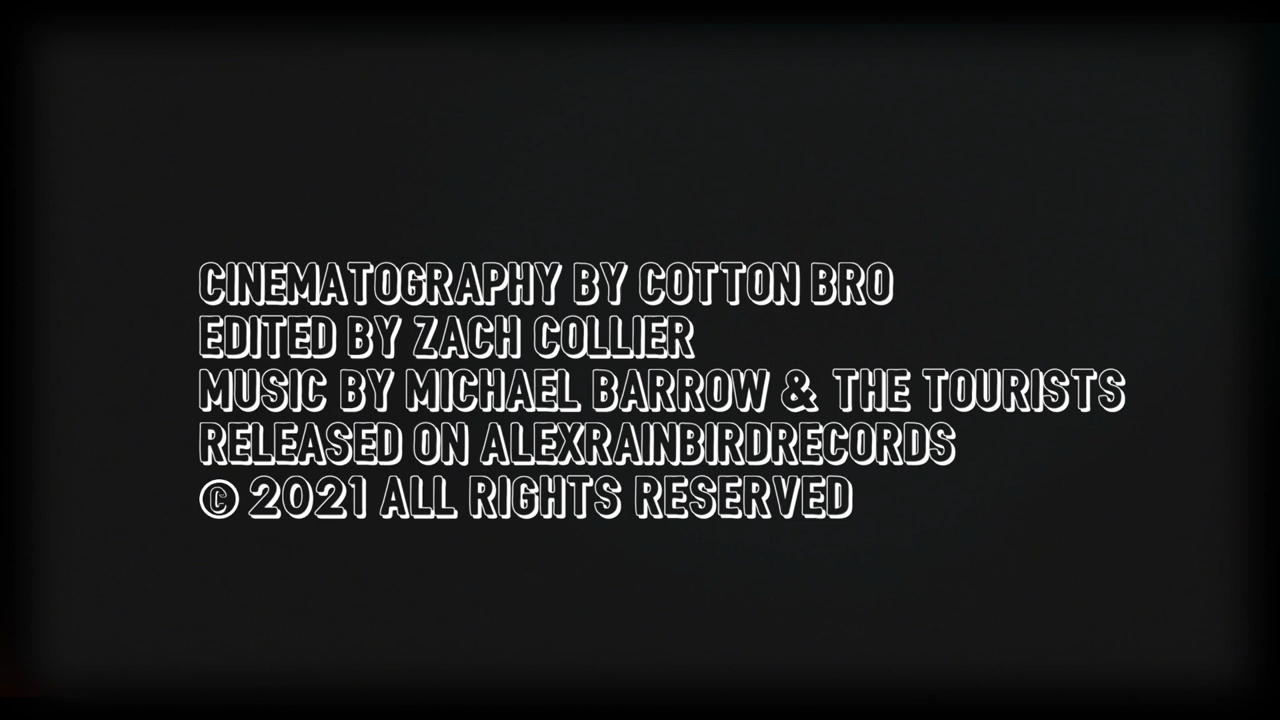 CINEMATOGRAPHY BY COTTON BRO
EDITED BY ZACH COLLIER
MUSIC BY MICHAEL BARROW & THE TOURISTS
RELEASED ON ALEXRAINBIRDRECORDS
© 2021 ALL RIGHTS RESERVED